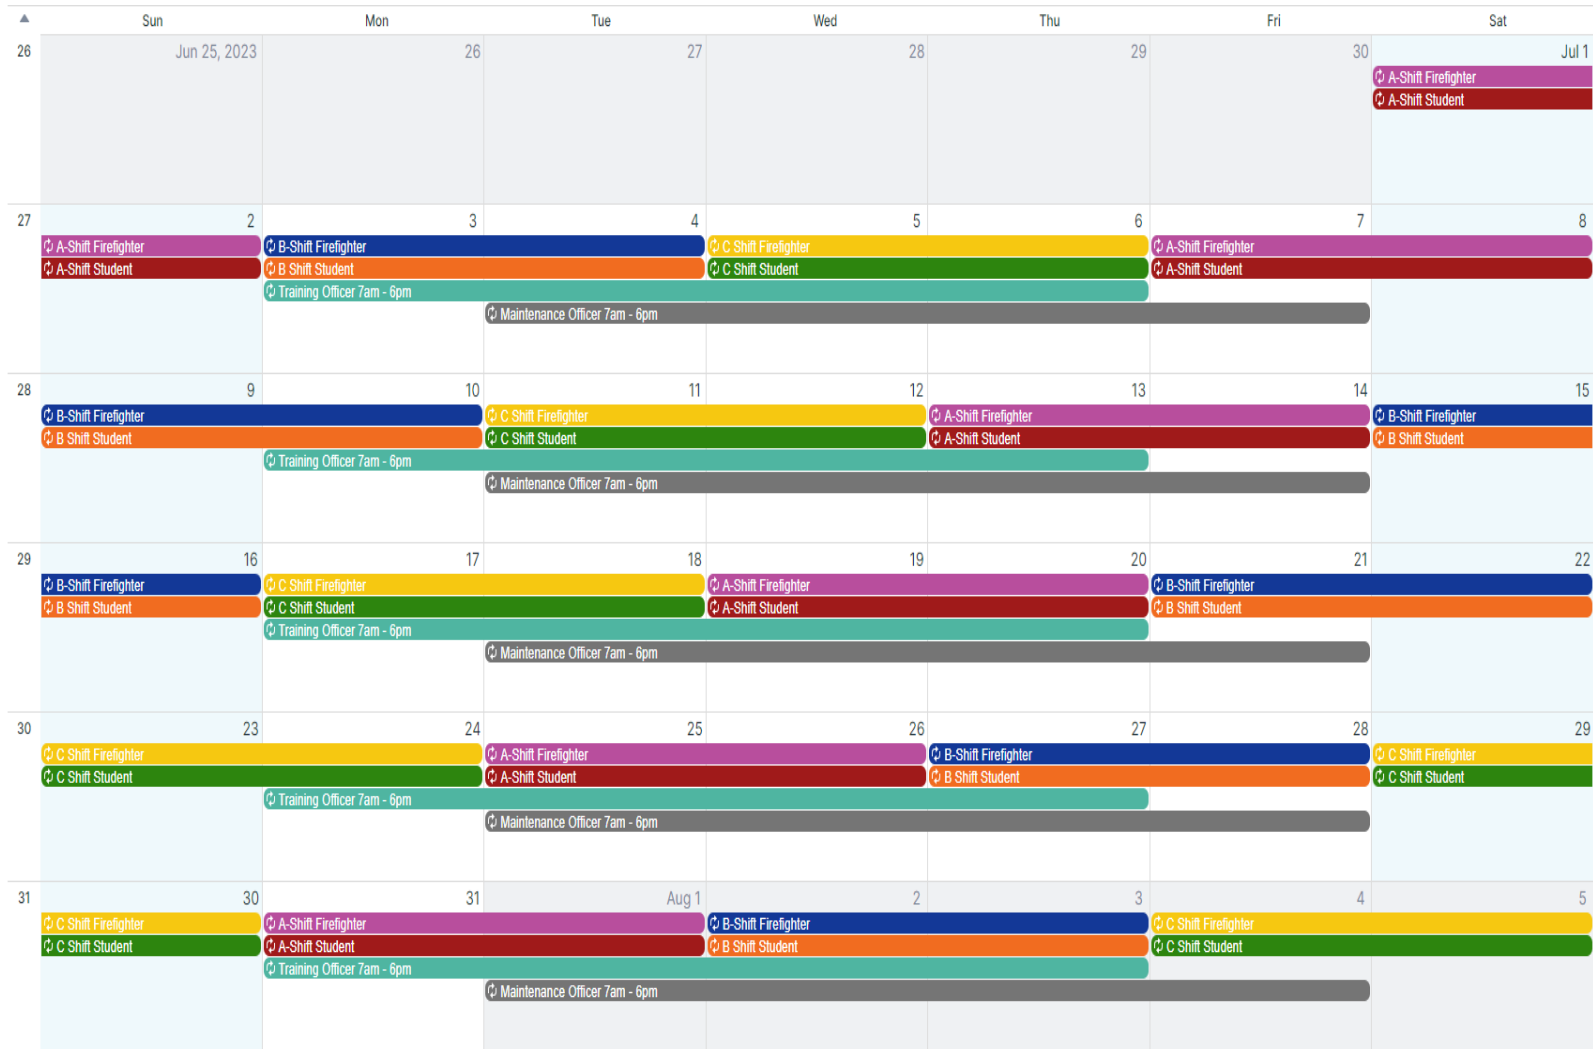 Sun Mon Tue Wed Thu Fri Sat
26 Jun 25, 2023 26 27 28 29 30 Jul 1
A-Shift Firefighter
A-Shift Student
27 2 3 4 5 6 7 8
A-Shift Firefighter B-Shift Firefighter C Shift Firefighter A-Shift Firefighter
A-Shift Student B Shift Student C Shift Student A-Shift Student
Training Officer 7am - 6pm
Maintenance Officer 7am - 6pm
28 9 10 11 12 13 14 15
B-Shift Firefighter C Shift Firefighter A-Shift Firefighter B-Shift Firefighter
B Shift Student C Shift Student A-Shift Student B Shift Student
Training Officer 7am - 6pm
Maintenance Officer 7am - 6pm
29 16 17 18 19 20 21 22
B-Shift Firefighter C Shift Firefighter A-Shift Firefighter B-Shift Firefighter
B Shift Student C Shift Student A-Shift Student B Shift Student
Training Officer 7am - 6pm
Maintenance Officer 7am - 6pm
30 23 24 25 26 27 28 29
C Shift Firefighter A-Shift Firefighter B-Shift Firefighter C Shift Firefighter
C Shift Student A-Shift Student B Shift Student C Shift Student
Training Officer 7am - 6pm
Maintenance Officer 7am - 6pm
31 30 31 Aug 1 2 3 4 5
C Shift Firefighter A-Shift Firefighter B-Shift Firefighter C Shift Firefighter
C Shift Student A-Shift Student B Shift Student C Shift Student
Training Officer 7am - 6pm
Maintenance Officer 7am - 6pm